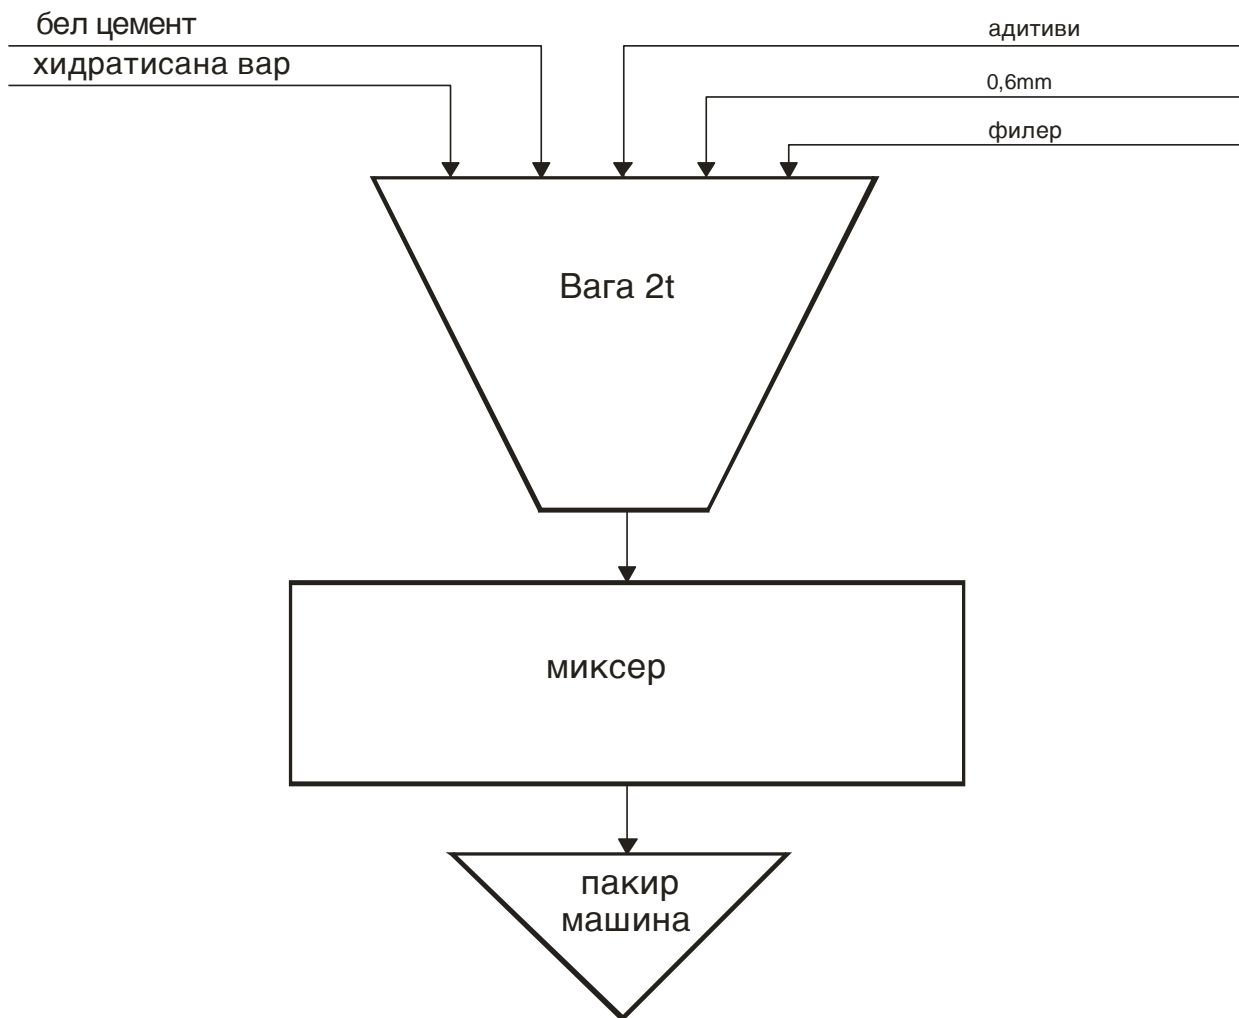 бел цемент
адитиви
хидратисана вар
0,6mm
филер
Вага 2t
миксер
пакир
машина